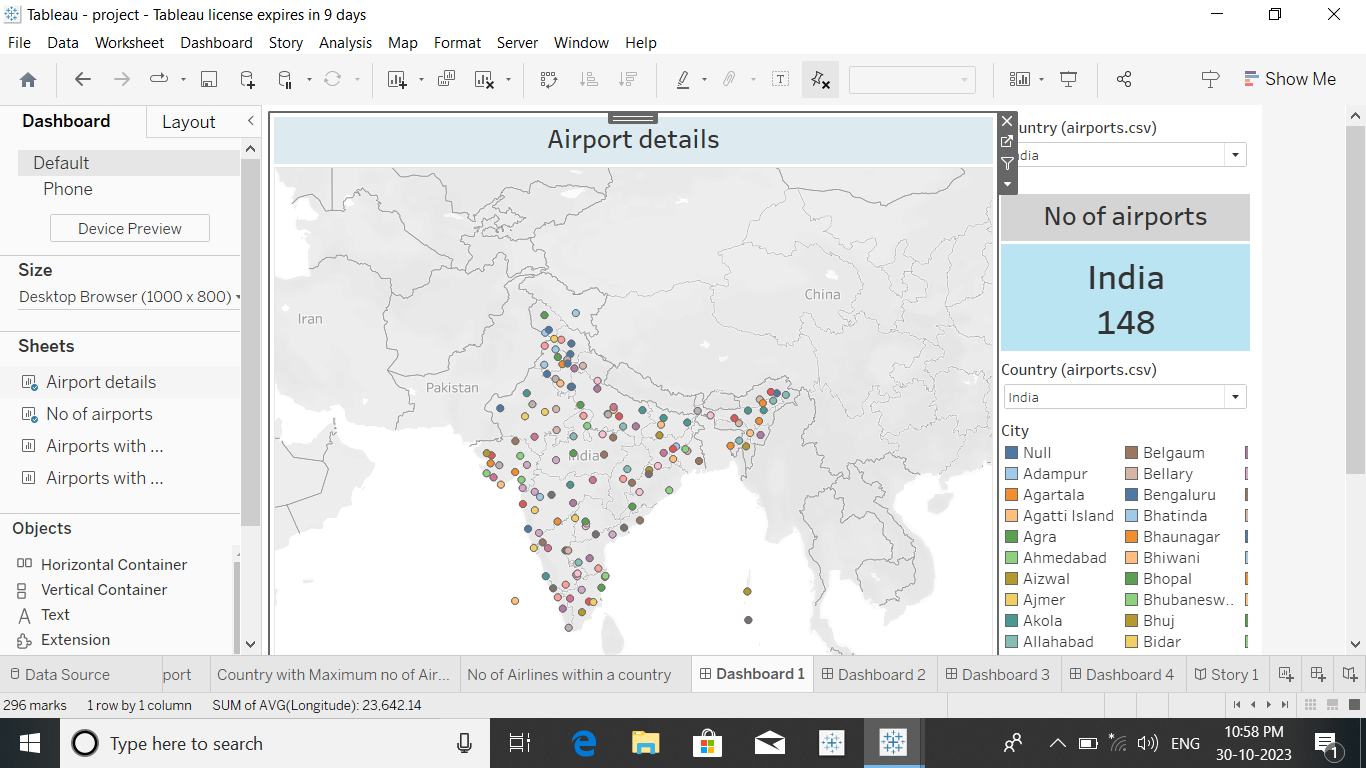 Tableau - project - Tableau license expires in 9 days
File Data Worksheet Dashboard Story Analysis Map Format Server Window Help
Show Me
Dashboard Layout
Default
Phone
Device Preview
Size
Desktop Browser (1000 x 800)
Sheets
Airport details
No of airports
Airports with ...
Airports with ...
Objects
Horizontal Container
Vertical Container
Text
Extension
Airport details
Iran
China
Pakistan
India
untry (airports.csv)
dia
No of airports
India
148
Country (airports.csv)
India
City
Null Belgaum
Adampur Bellary
Agartala Bengaluru
Agatti Island Bhatinda
Agra Bhaunagar
Ahmedabad Bhiwani
Aizwal Bhopal
Ajmer Bhubanesw..
Akola Bhuj
Allahabad Bidar
Data Source port Country with Maximum no of Air... No of Airlines within a country Dashboard 1 Dashboard 2 Dashboard 3 Dashboard 4 Story 1
296 marks 1 row by 1 column SUM of AVG(Longitude): 23,642.14
Type here to search
ENG
10:58 PM
30-10-2023
1